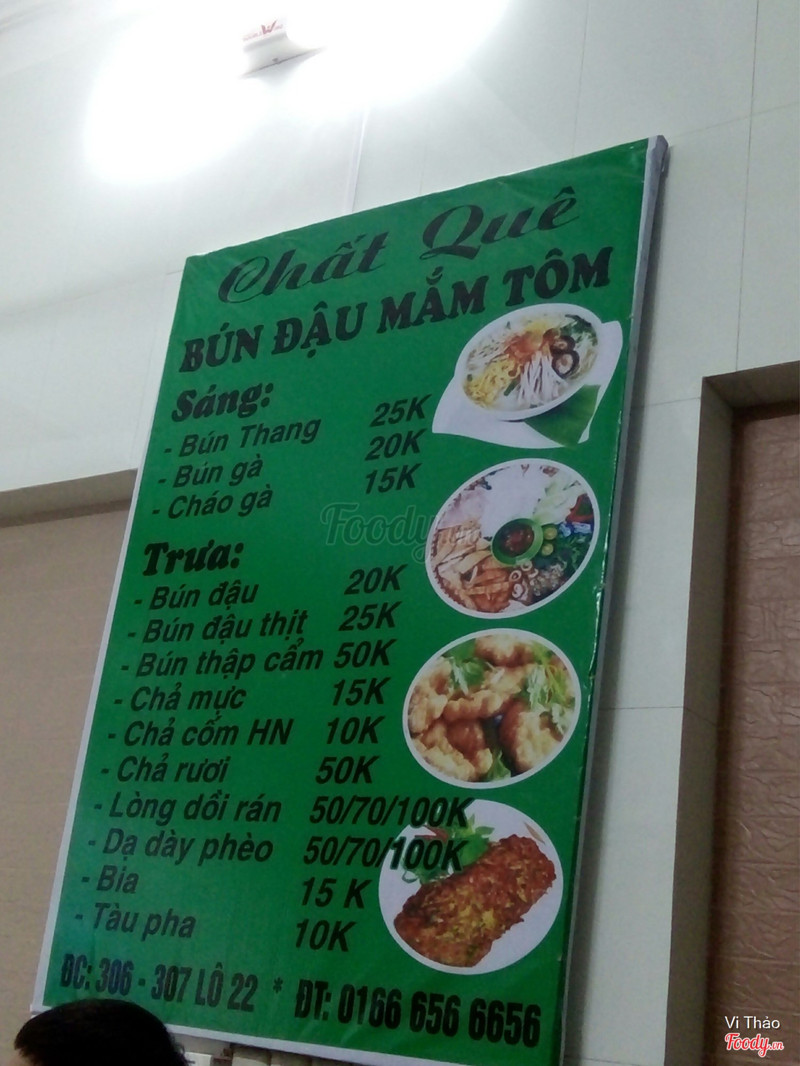 Chất Quê
BÚN ĐẬU MẮM TÔM
Sáng:
- Bún Thang 25K
- Bún gà 20K
- Cháo gà 15K
Foody.vn
Trưa:
- Bún đậu 20K
- Bún đậu thịt 25K
- Bún thập cẩm 50K
- Chả mực 15K
- Chả cốm HN 10K
- Chả rươi 50K
- Lòng dồi rán 50/70/100K
- Dạ dày phèo 50/70/100K
- Bia 15 K
- Tàu pha 10K
ĐC: 306 - 307 LÔ 22 * ĐT: 0166 656 6656
Vi Thảo
Foody.vn